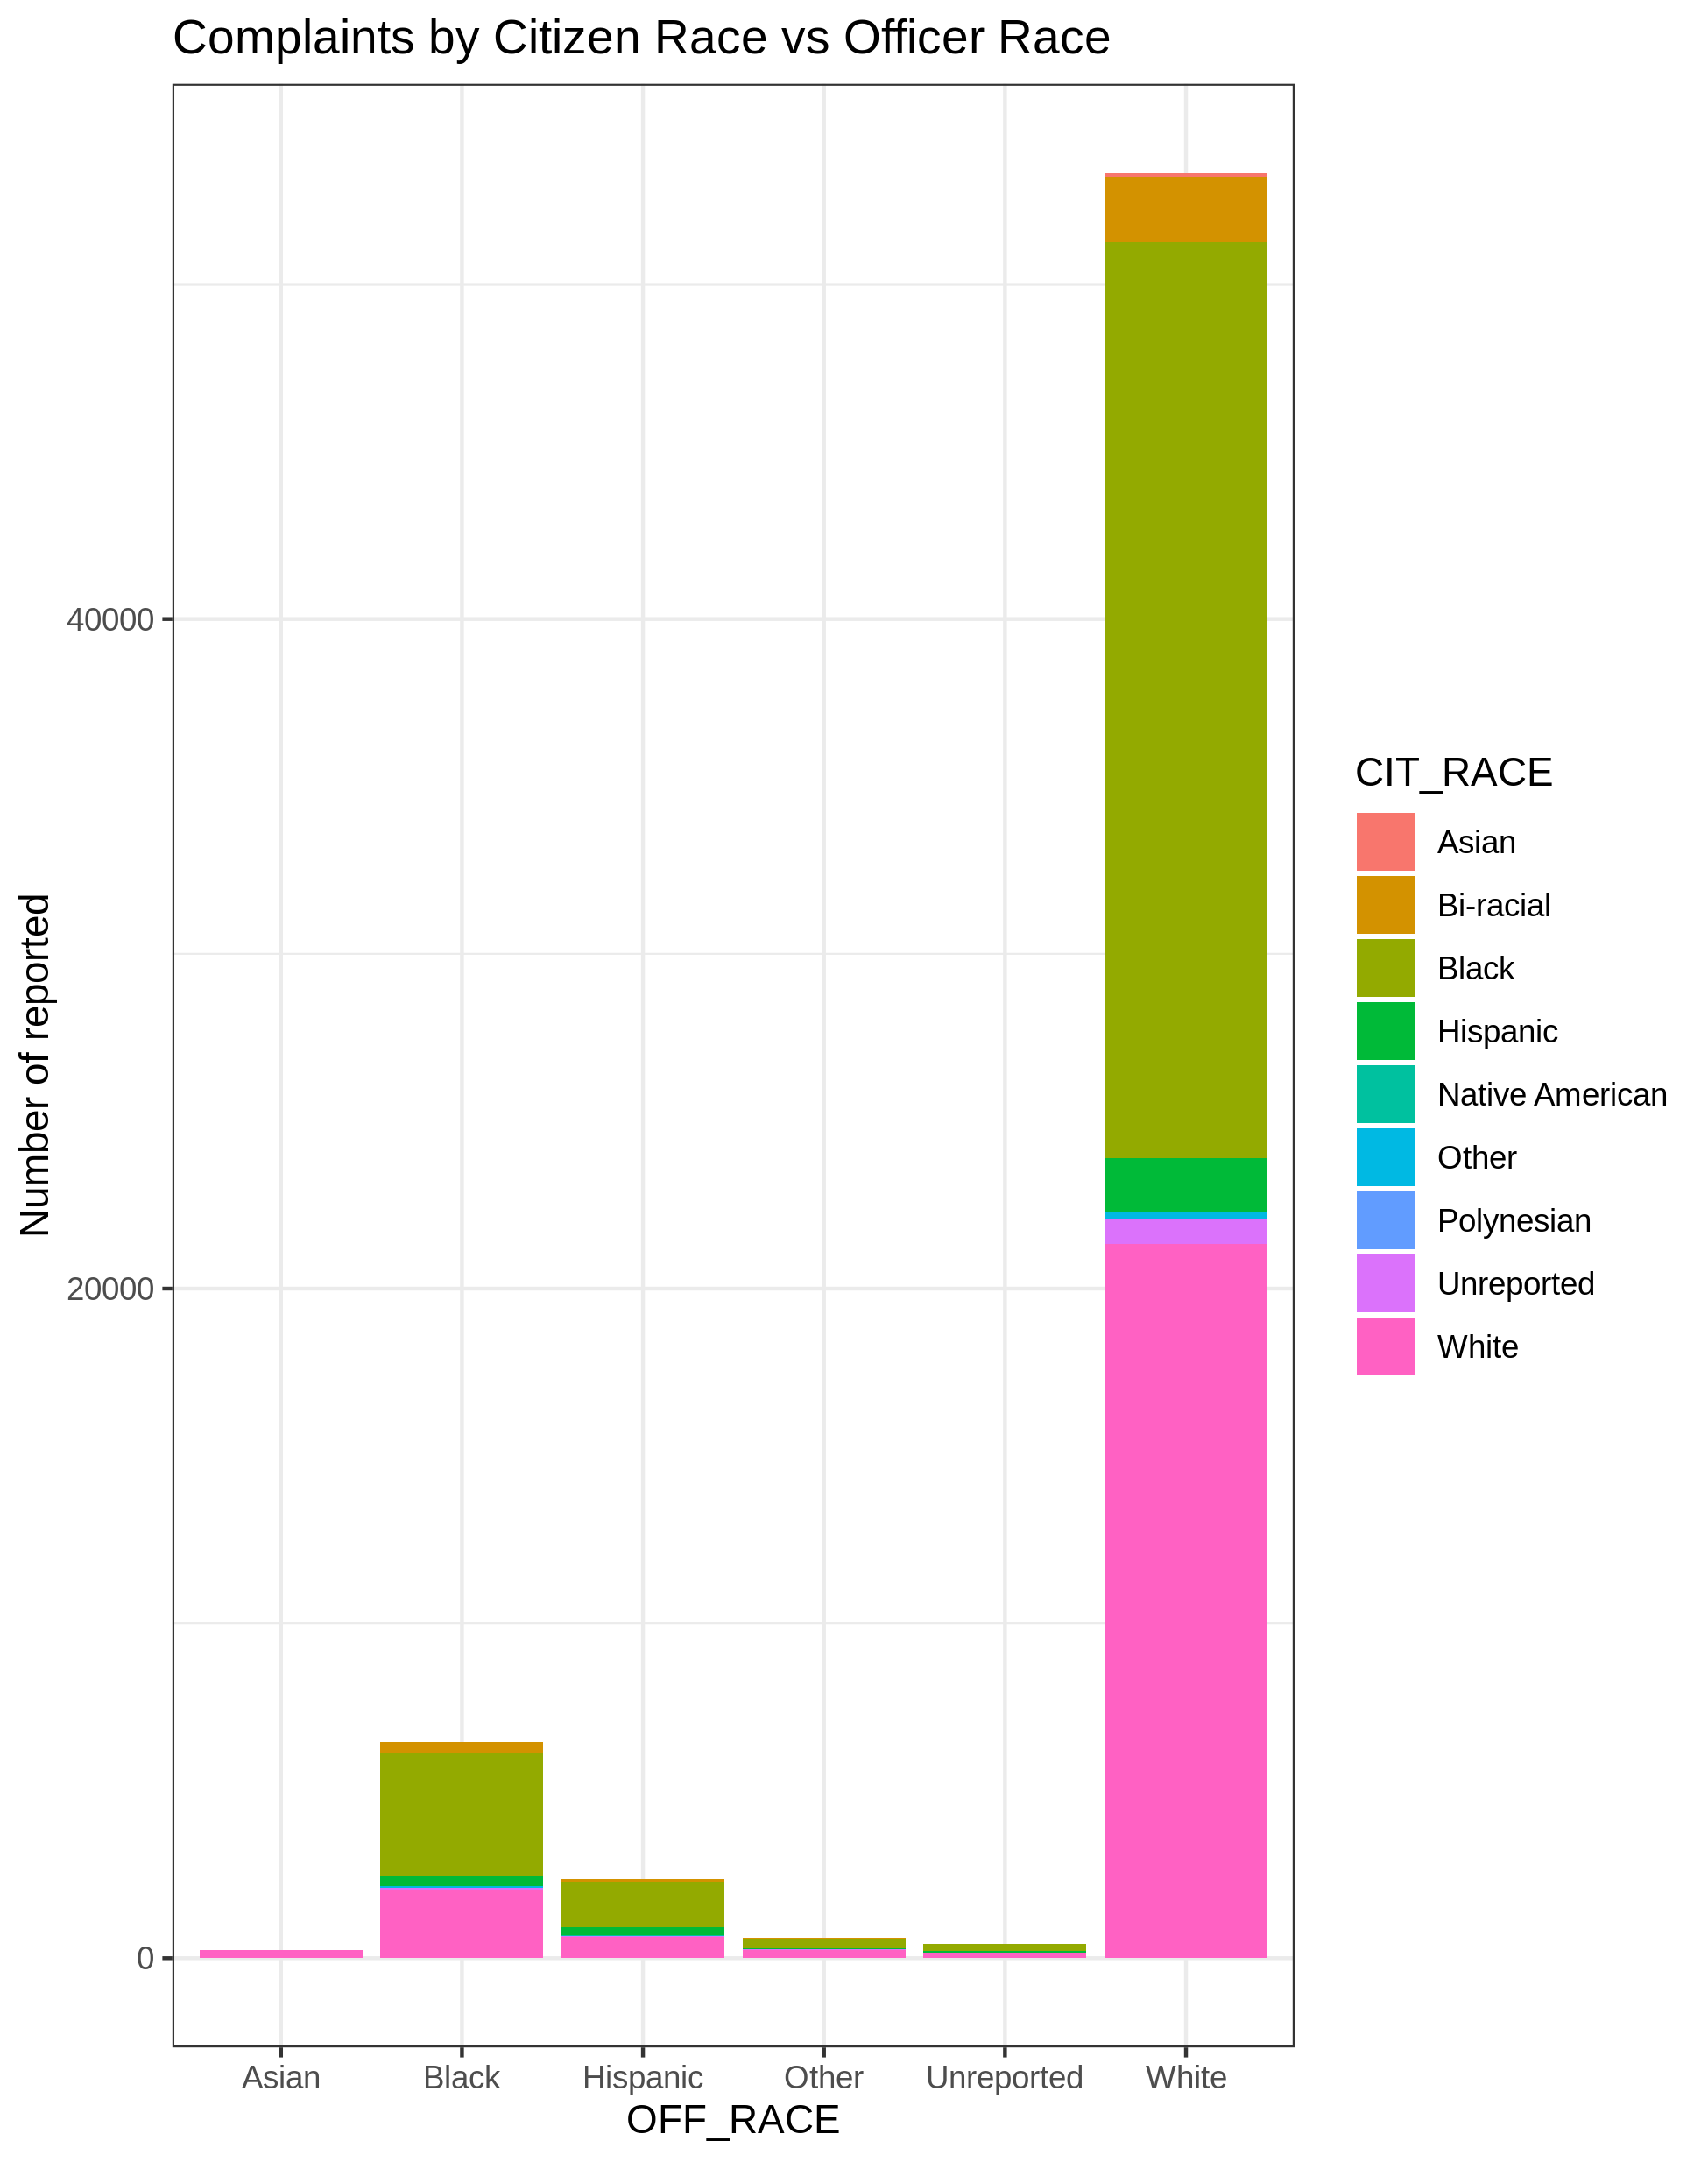 Complaints by Citizen Race vs Officer Race
Number of reported
40000
20000
0
Asian
Black
Hispanic
Other
Unreported
White
OFF_RACE
CIT_RACE
Asian
Bi-racial
Black
Hispanic
Native American
Other
Polynesian
Unreported
White